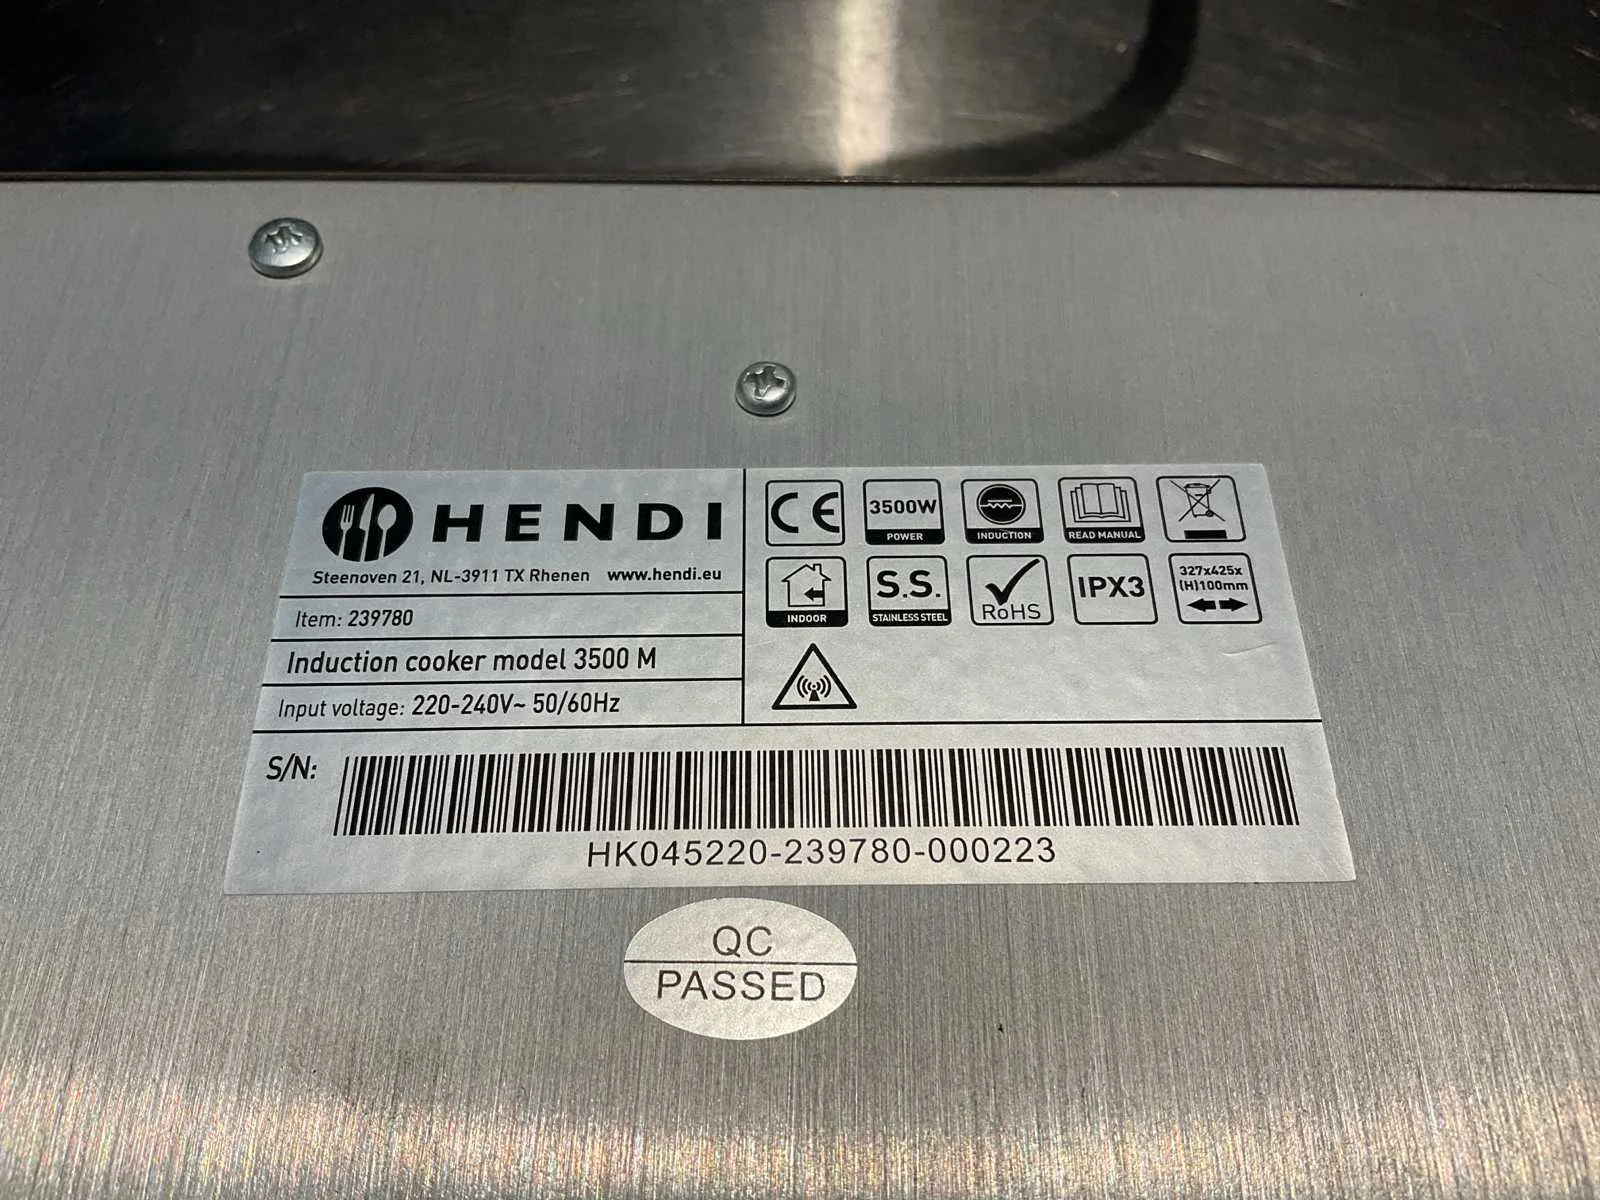 HENDI
Steenoven 21, NL-3911 TX Rhenen www.hendi.eu
Item: 239780
Induction cooker model 3500 M
Input voltage: 220-240V~ 50/60Hz
CE
3500W
POWER
INDUCTION
READ MANUAL
INDOOR
S.S.
STAINLESS STEEL
RoHS
IPX3
327x425x
(H)100mm
S/N:
HK045220-239780-000223
QC
PASSED